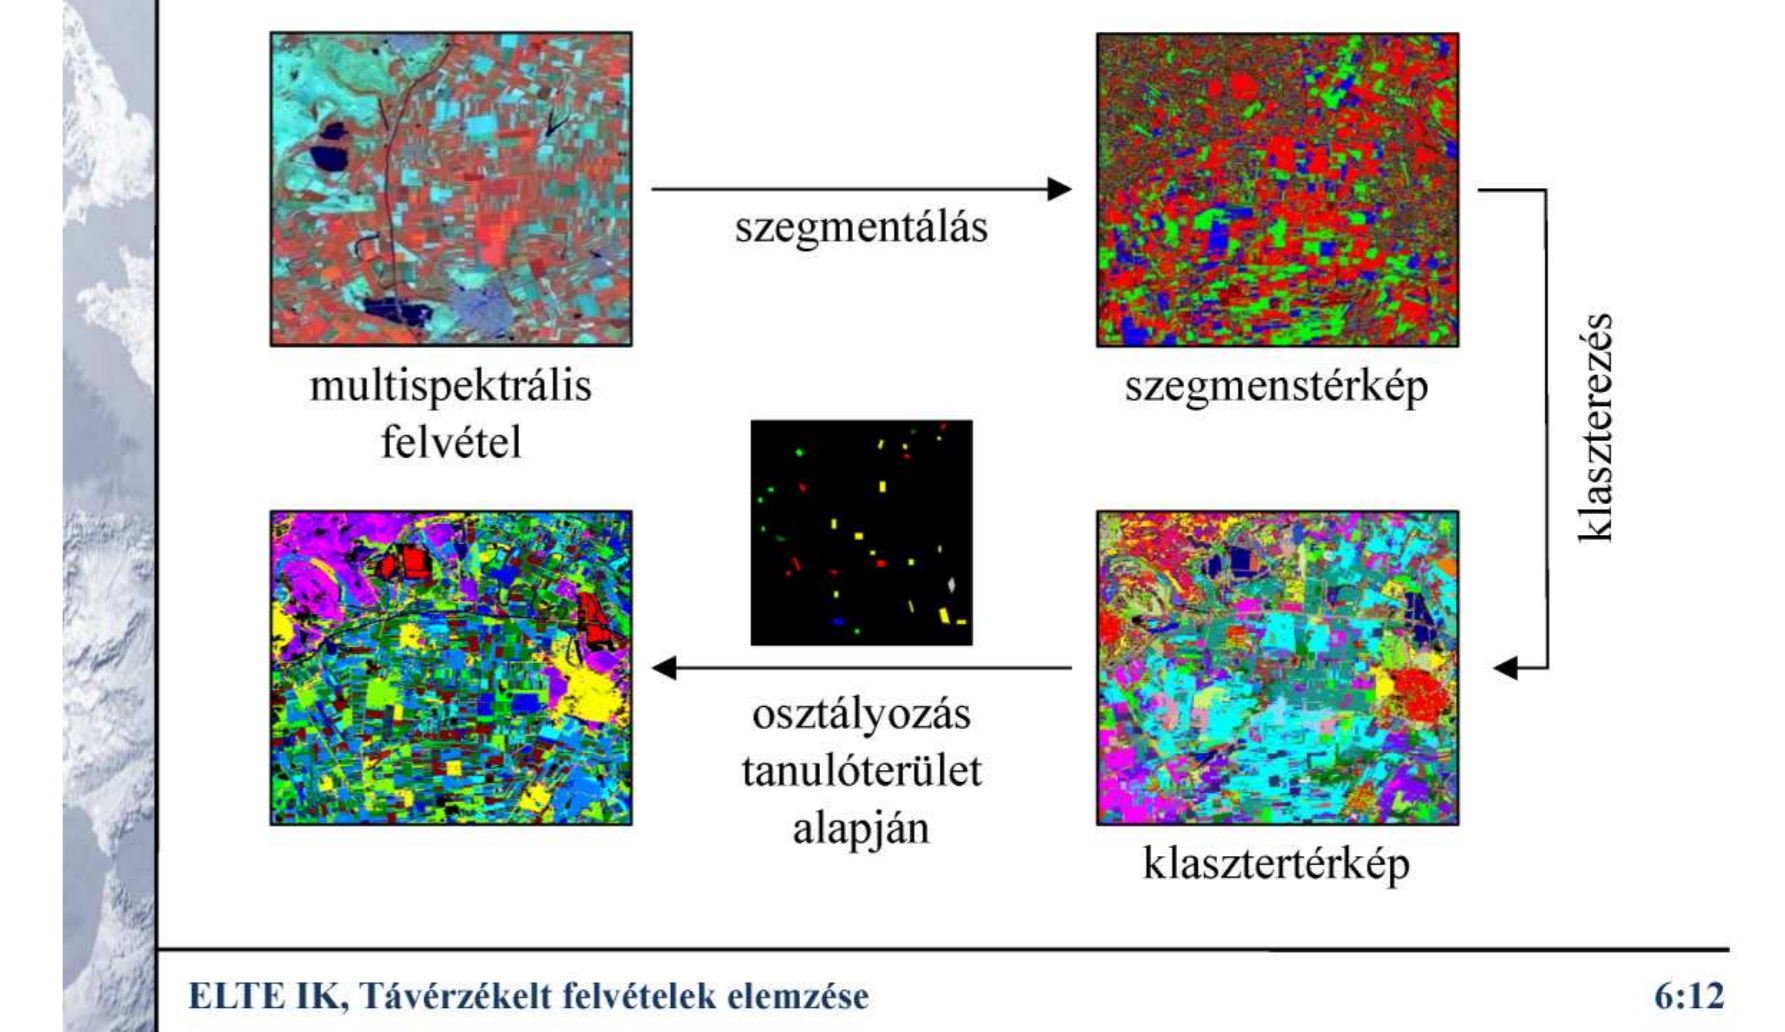 szegmentálás
multispektrális
felvétel
szegmenstérkép
klaszterezés
osztályozás
tanulóterület
alapján
klasztertérkép
ELTE IK, Távérzékelt felvételek elemzése
6:12